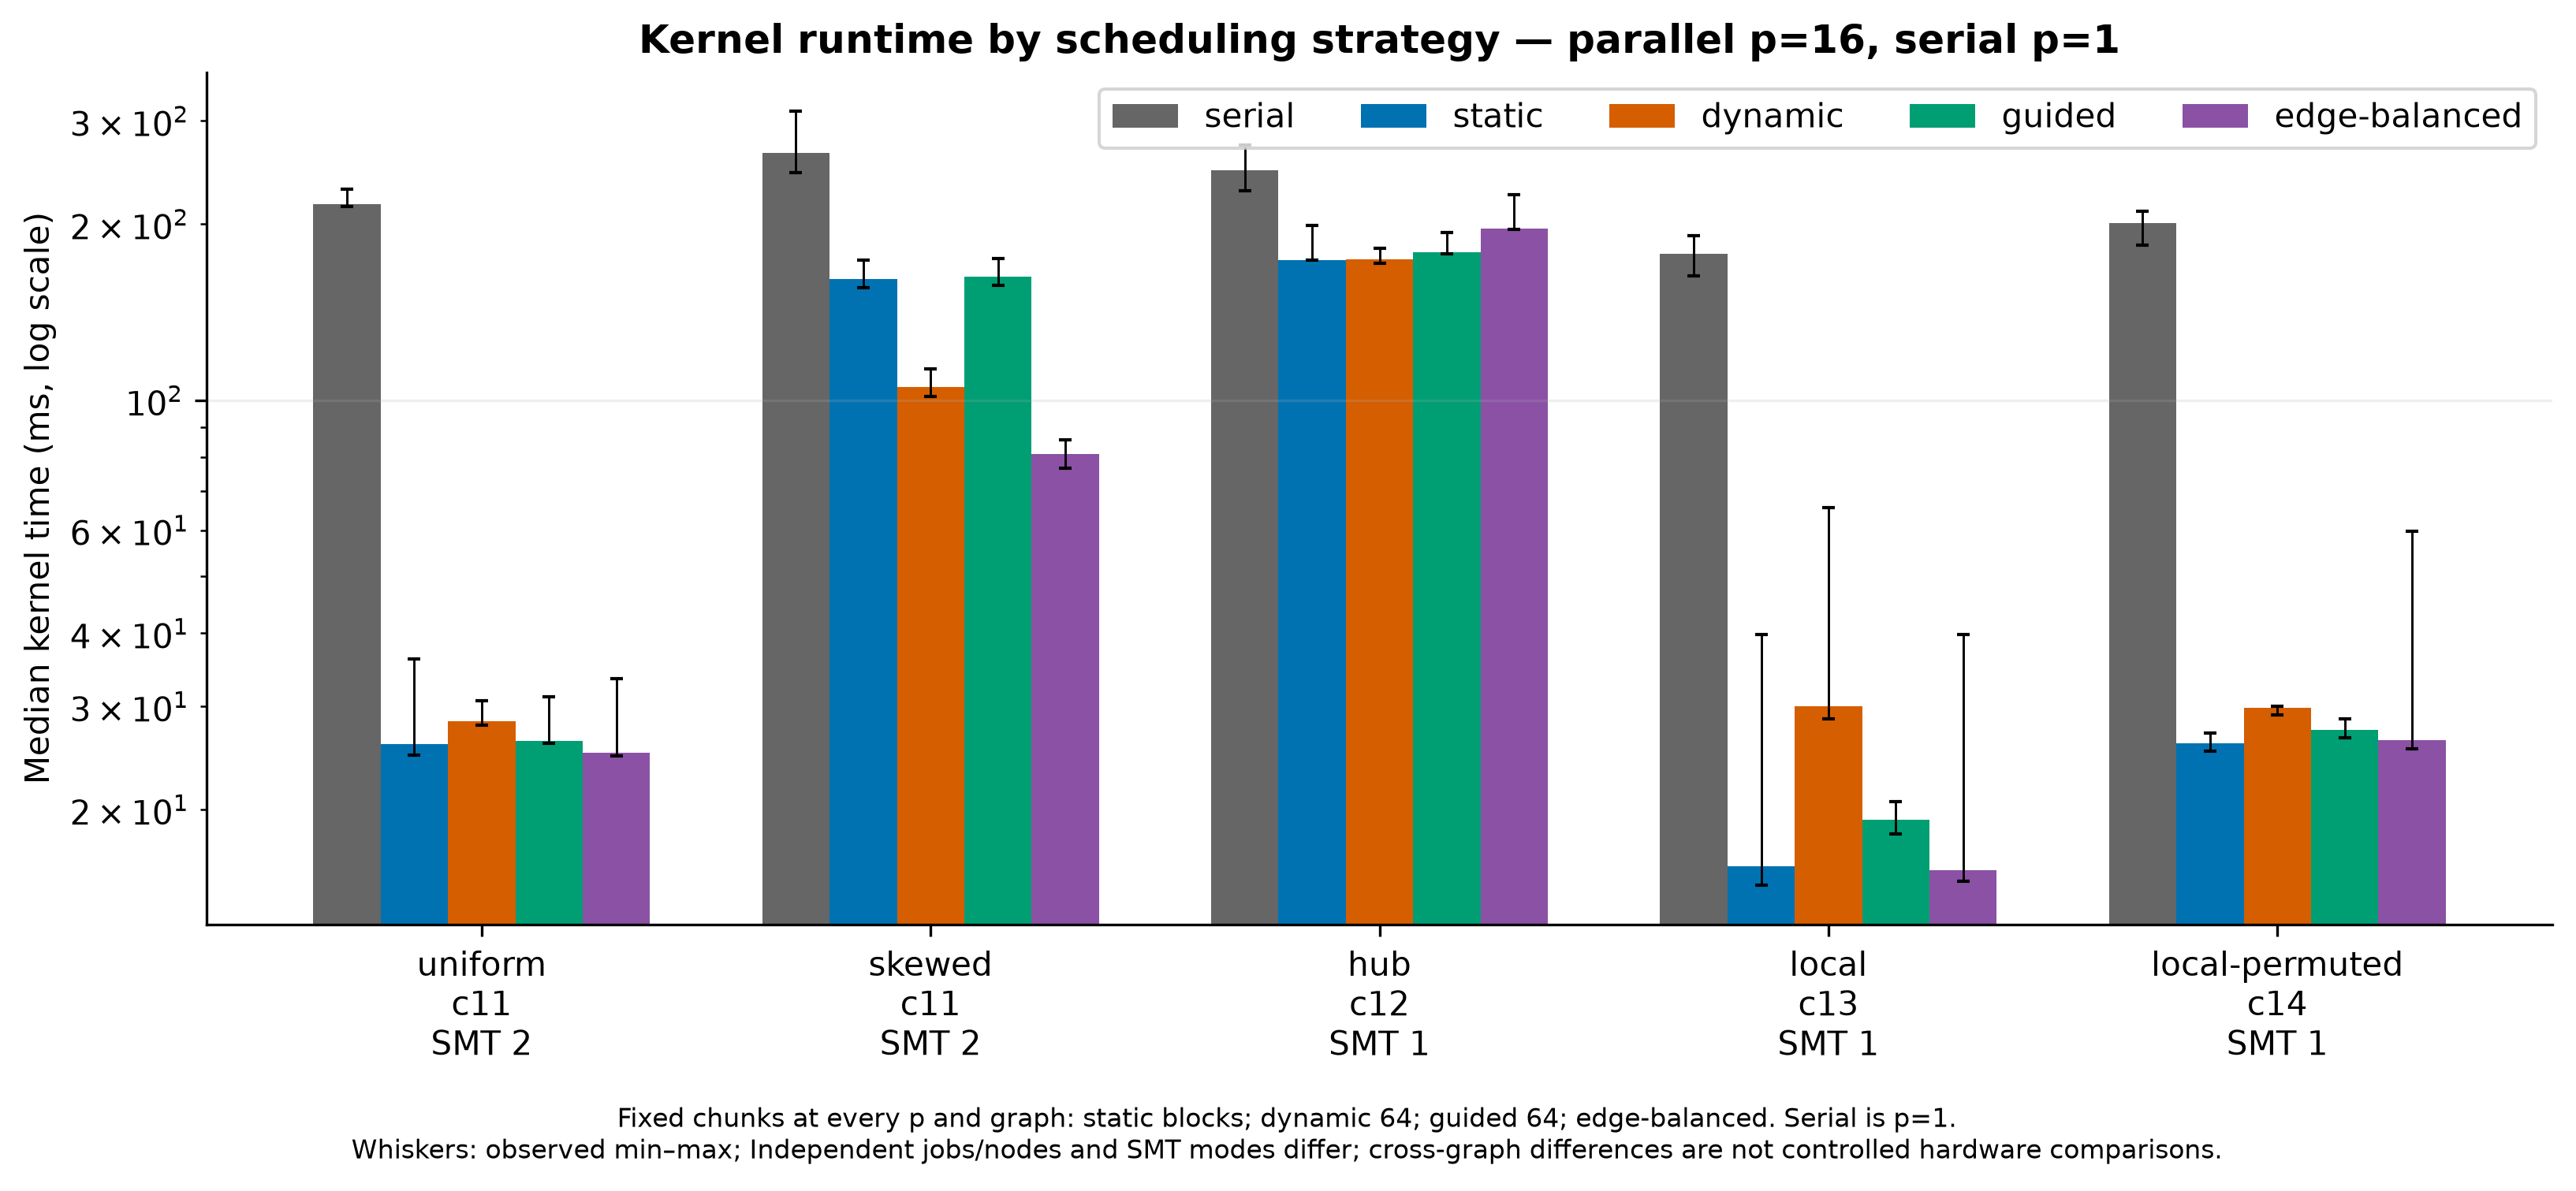 Kernel runtime by scheduling strategy — parallel p=16, serial p=1
serial static dynamic guided edge-balanced
Median kernel time (ms, log scale)
3 × 10²
2 × 10²
10²
6 × 10¹
4 × 10¹
3 × 10¹
2 × 10¹
uniform
c11
SMT 2
skewed
c11
SMT 2
hub
c12
SMT 1
local
c13
SMT 1
local-permuted
c14
SMT 1
Fixed chunks at every p and graph: static blocks; dynamic 64; guided 64; edge-balanced. Serial is p=1.
Whiskers: observed min–max; Independent jobs/nodes and SMT modes differ; cross-graph differences are not controlled hardware comparisons.